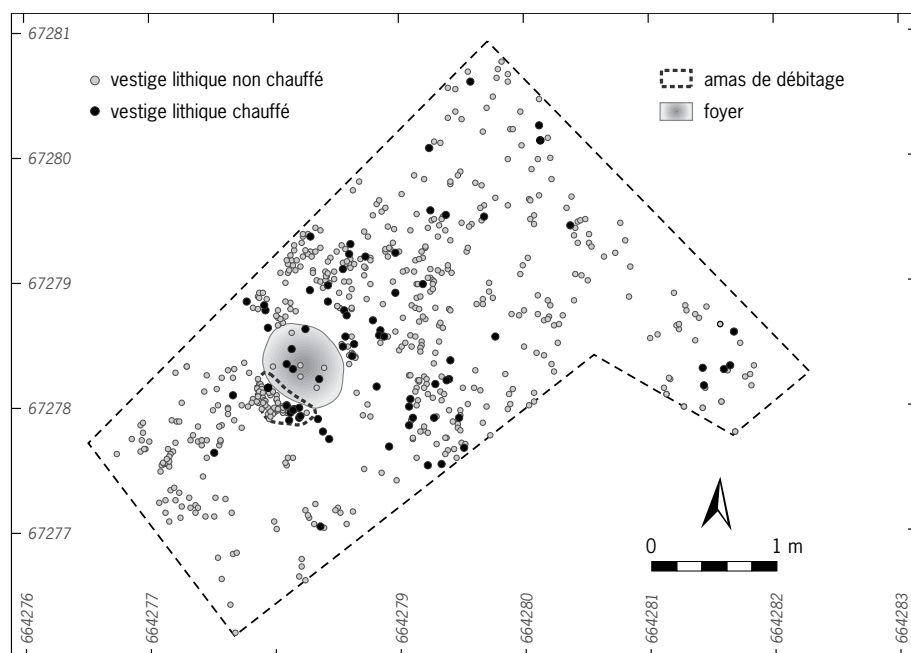 67281
vestige lithique non chauffé
amas de débitage
vestige lithique chauffé
foyer
67280
67279
67278
67277
0 1 m
664276
664277
664278
664279
664280
664281
664282
664283